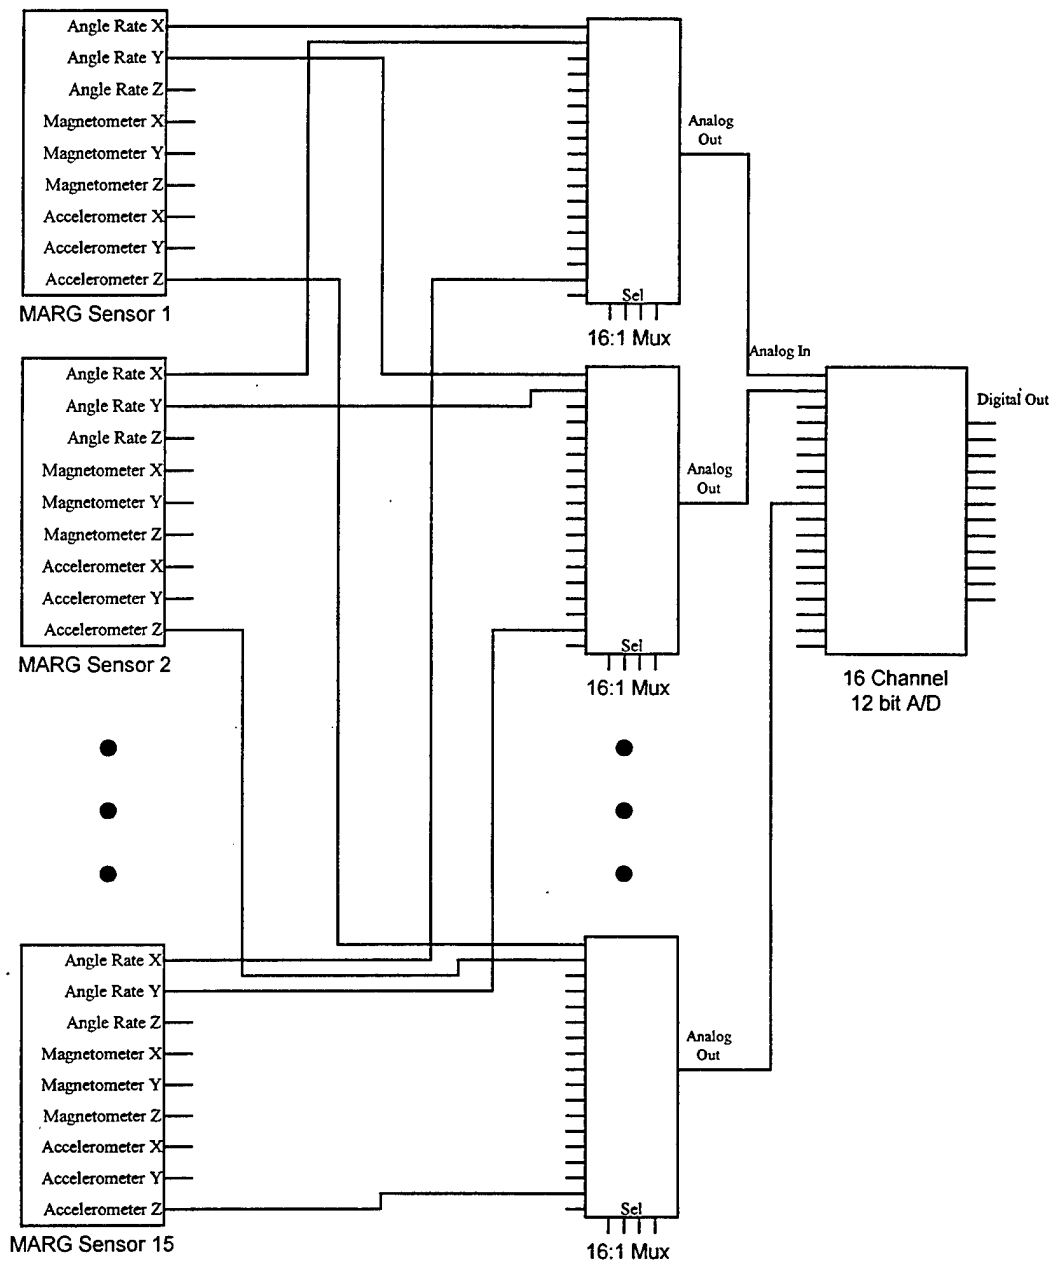 Angle Rate X
Angle Rate Y
Angle Rate Z
Magnetometer X
Magnetometer Y
Magnetometer Z
Accelerometer X
Accelerometer Y
Accelerometer Z
MARG Sensor 1
Sel
16:1 Mux
Analog
Out
Angle Rate X
Angle Rate Y
Angle Rate Z
Magnetometer X
Magnetometer Y
Magnetometer Z
Accelerometer X
Accelerometer Y
Accelerometer Z
MARG Sensor 2
Sel
16:1 Mux
Analog
Out
Analog In
Digital Out
16 Channel
12 bit A/D
Angle Rate X
Angle Rate Y
Angle Rate Z
Magnetometer X
Magnetometer Y
Magnetometer Z
Accelerometer X
Accelerometer Y
Accelerometer Z
MARG Sensor 15
Sel
16:1 Mux
Analog
Out